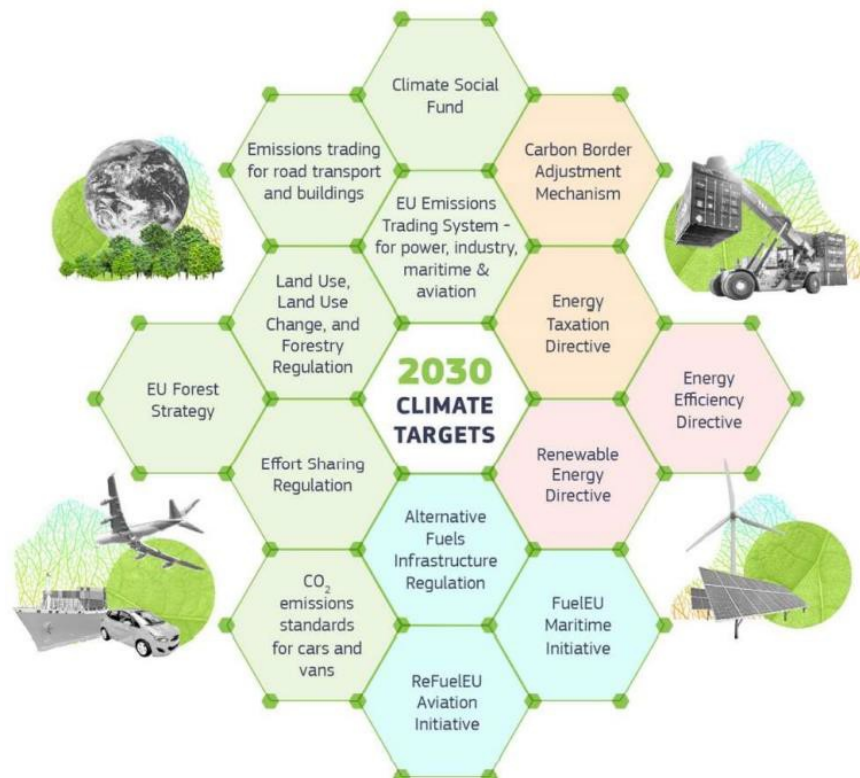 Climate Social
Fund
Emissions trading
for road transport
and buildings
Carbon Border
Adjustment
Mechanism
EU Emissions
Trading System -
for power, industry,
maritime &
aviation
Land Use,
Land Use
Change, and
Forestry
Regulation
Energy
Taxation
Directive
EU Forest
Strategy
2030
CLIMATE
TARGETS
Energy
Efficiency
Directive
Effort Sharing
Regulation
Renewable
Energy
Directive
Alternative
Fuels
Infrastructure
Regulation
CO₂
emissions
standards
for cars and
vans
FuelEU
Maritime
Initiative
ReFuelEU
Aviation
Initiative